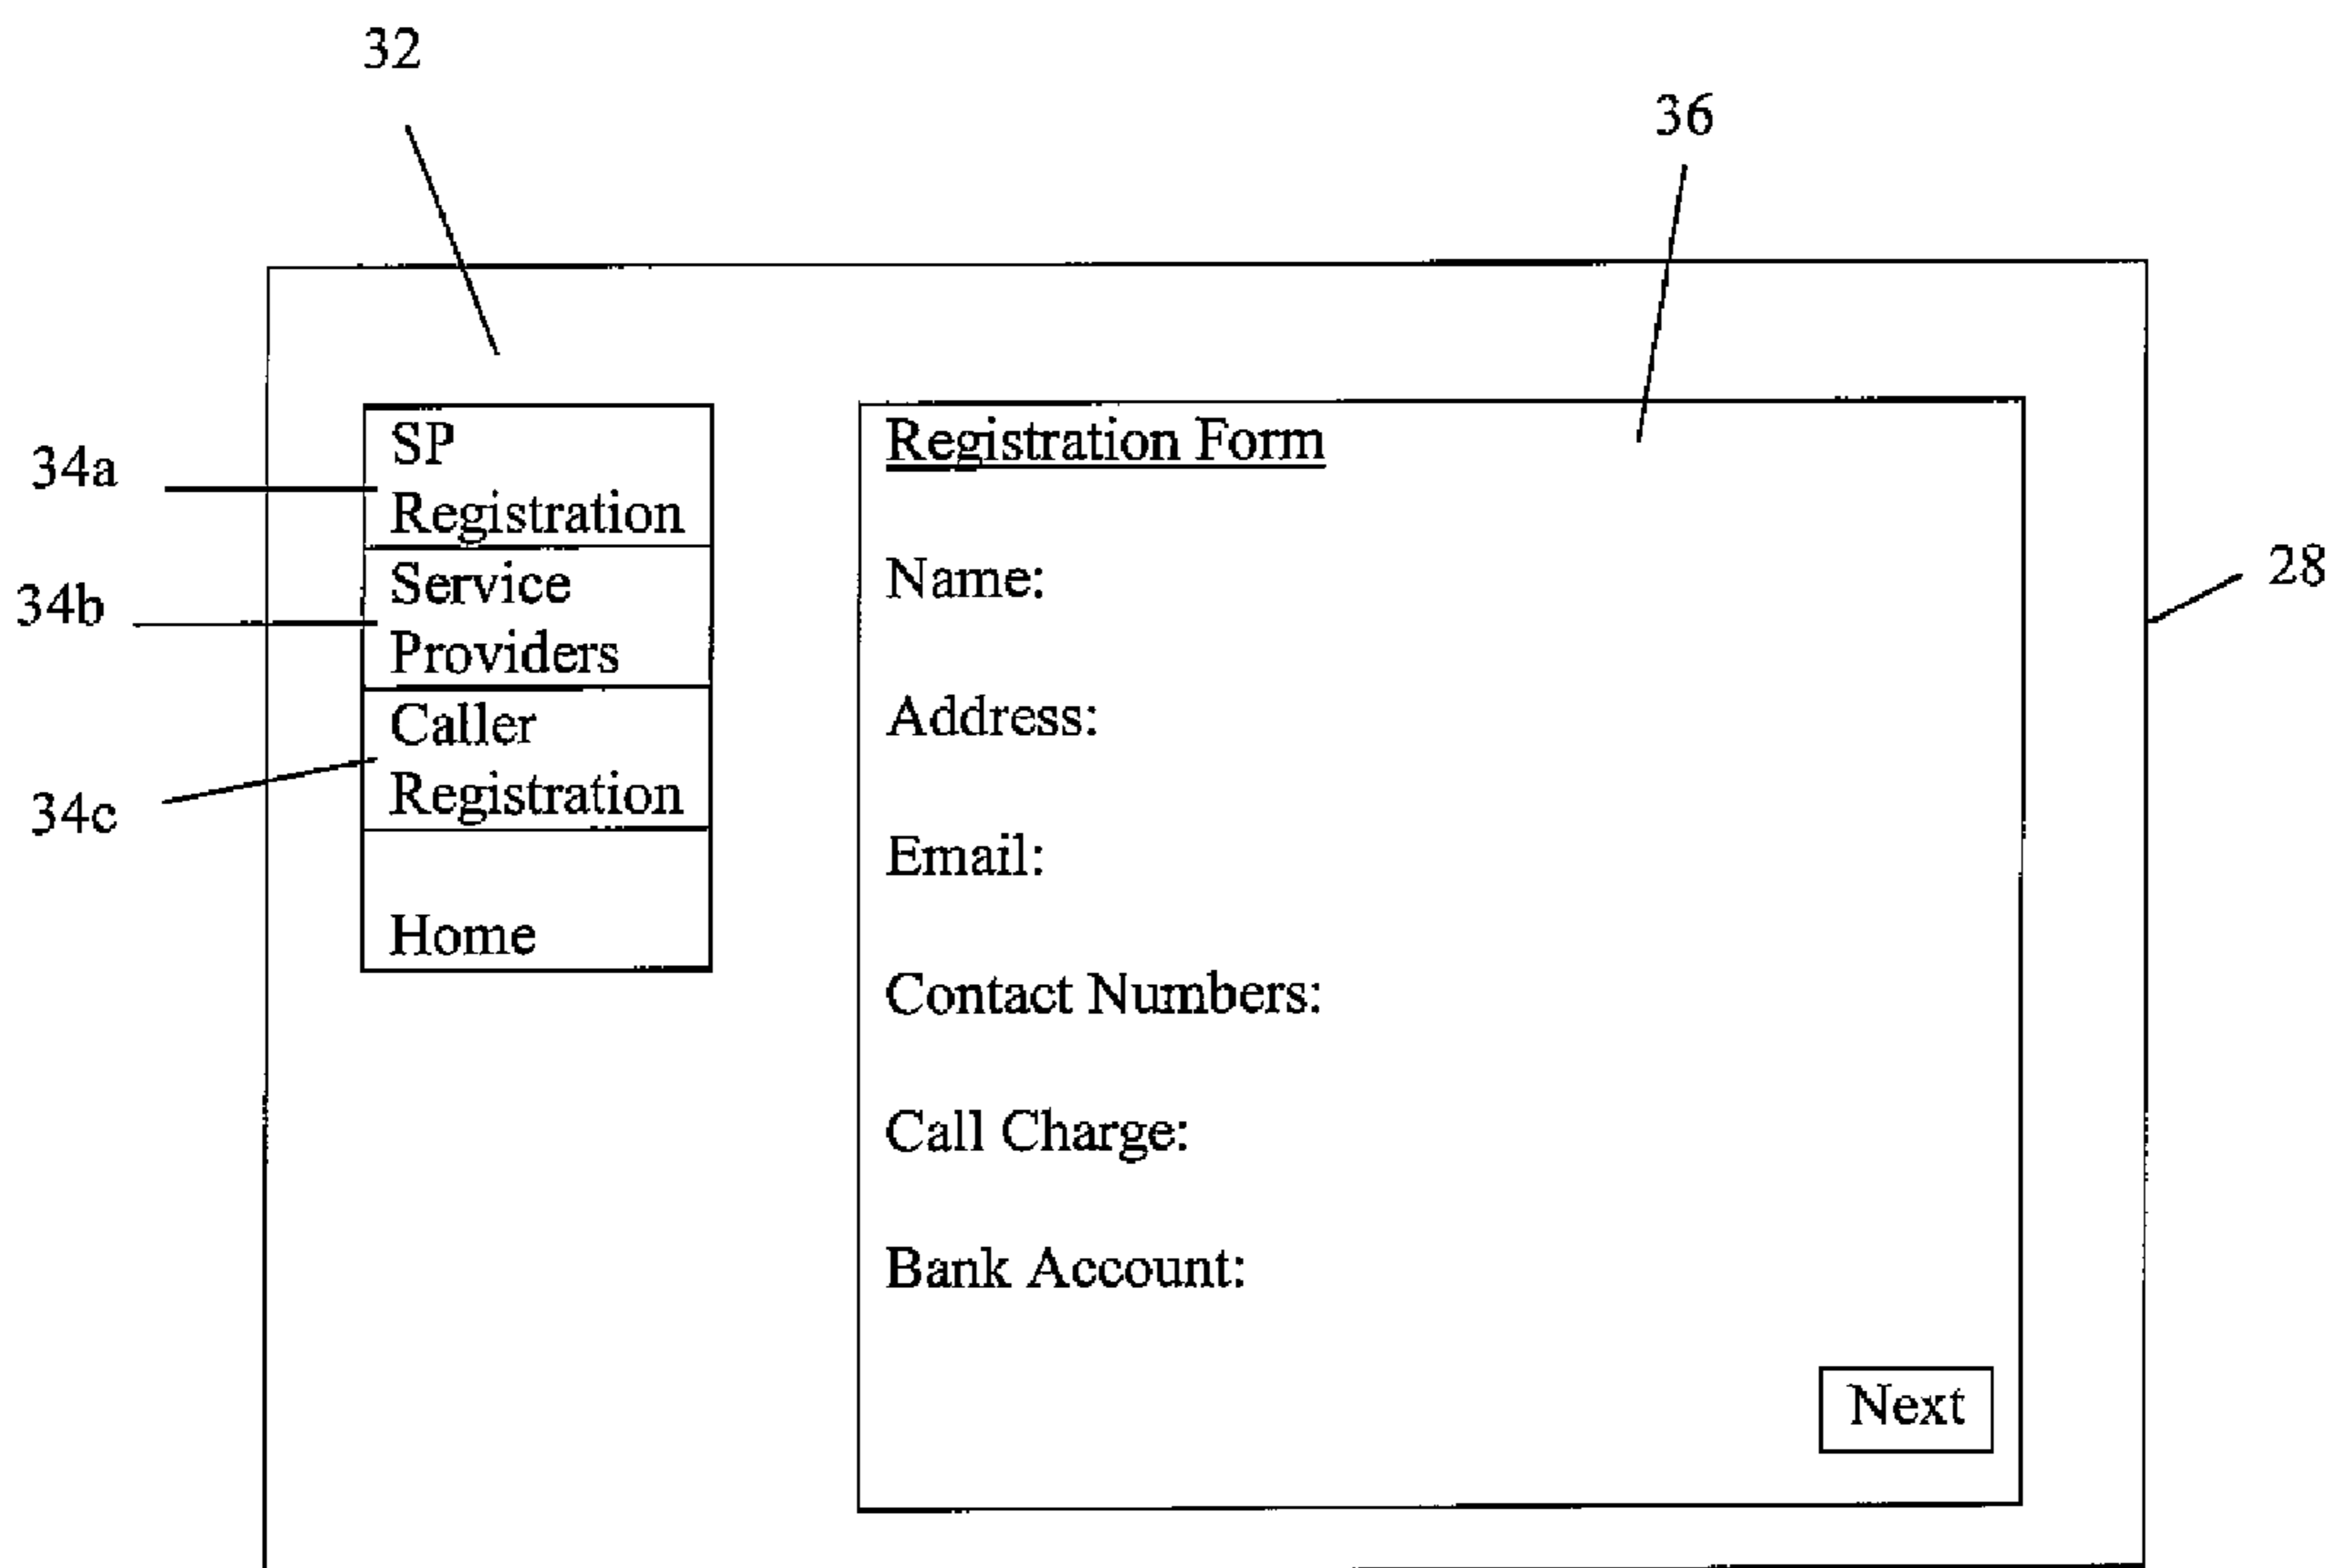 32
36
34a
SP
Registration
34b
Service
Providers
34c
Caller
Registration
Home
Registration Form
Name:
Address:
Email:
Contact Numbers:
Call Charge:
Bank Account:
Next
28